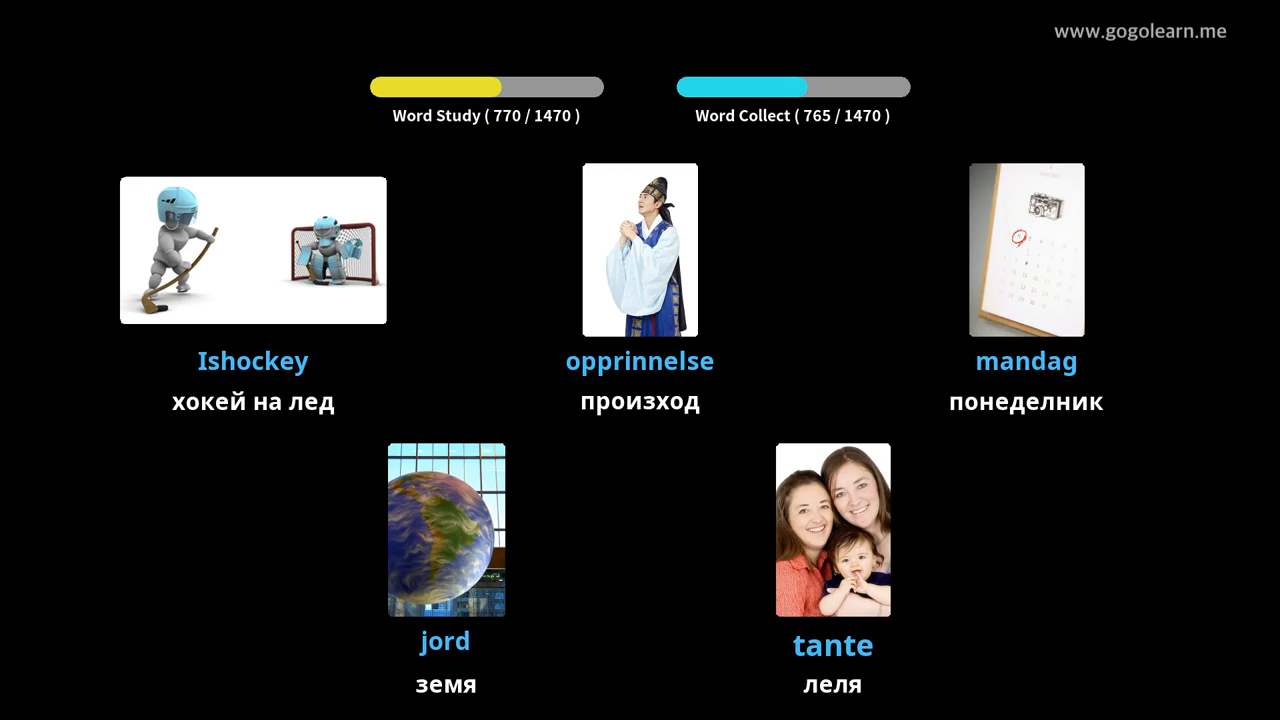 www.gogolearn.me
Word Study ( 770 / 1470 )
Word Collect ( 765 / 1470 )
Ishockey
хокей на лед
opprinnelse
произход
mandag
понеделник
jord
земя
tante
леля